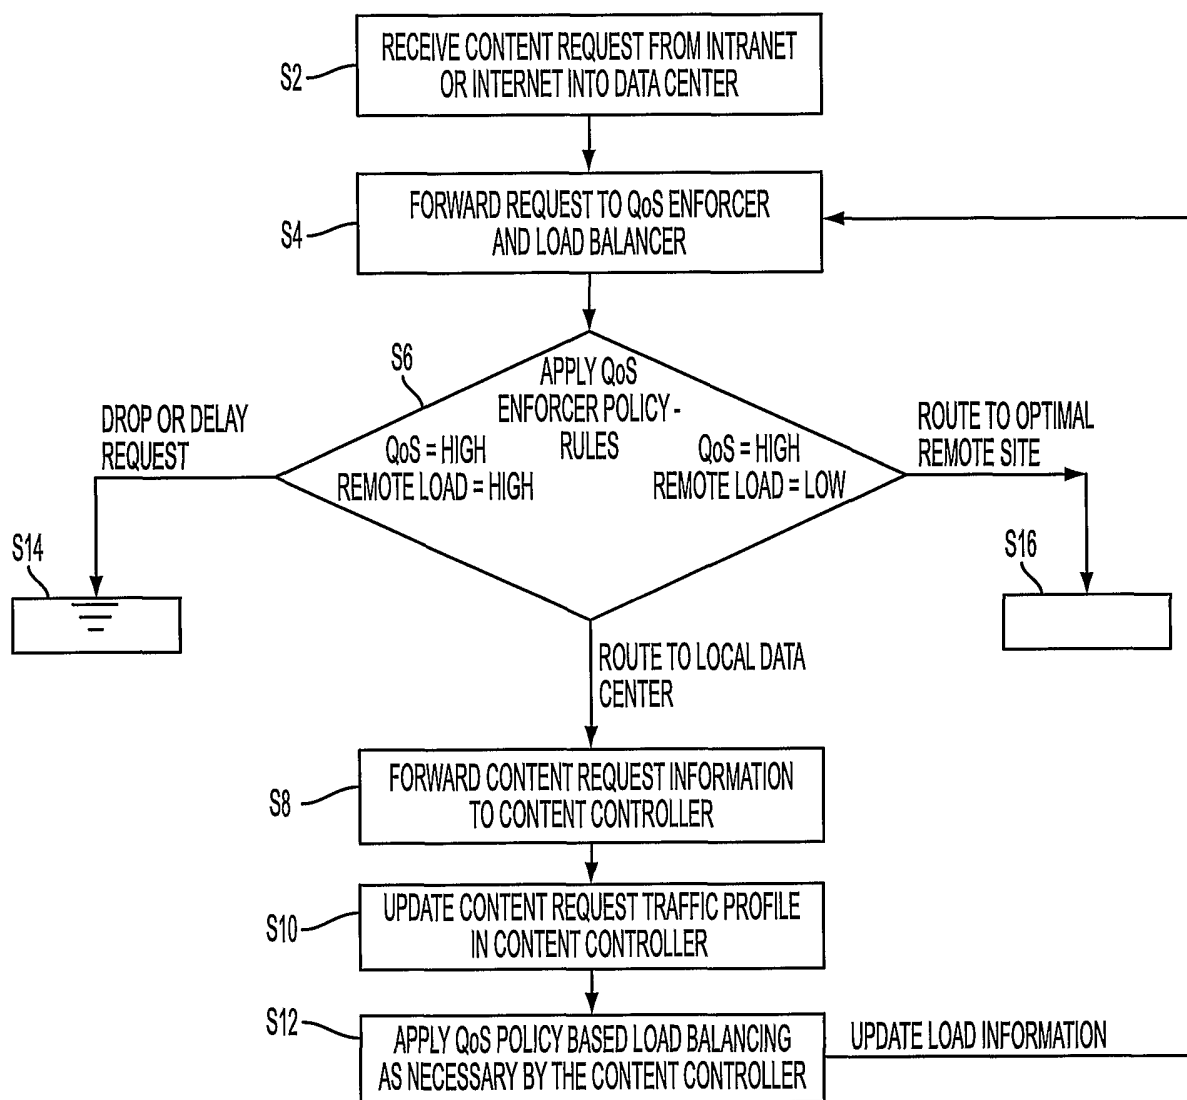 RECEIVE CONTENT REQUEST FROM INTRANET
OR INTERNET INTO DATA CENTER
S2
FORWARD REQUEST TO QoS ENFORCER
AND LOAD BALANCER
S4
S6
APPLY QoS
ENFORCER POLICY -
RULES
DROP OR DELAY
REQUEST
QoS = HIGH
REMOTE LOAD = HIGH
QoS = HIGH
REMOTE LOAD = LOW
ROUTE TO OPTIMAL
REMOTE SITE
S14
S16
ROUTE TO LOCAL DATA
CENTER
FORWARD CONTENT REQUEST INFORMATION
TO CONTENT CONTROLLER
S8
UPDATE CONTENT REQUEST TRAFFIC PROFILE
IN CONTENT CONTROLLER
S10
S12
APPLY QoS POLICY BASED LOAD BALANCING
AS NECESSARY BY THE CONTENT CONTROLLER
UPDATE LOAD INFORMATION